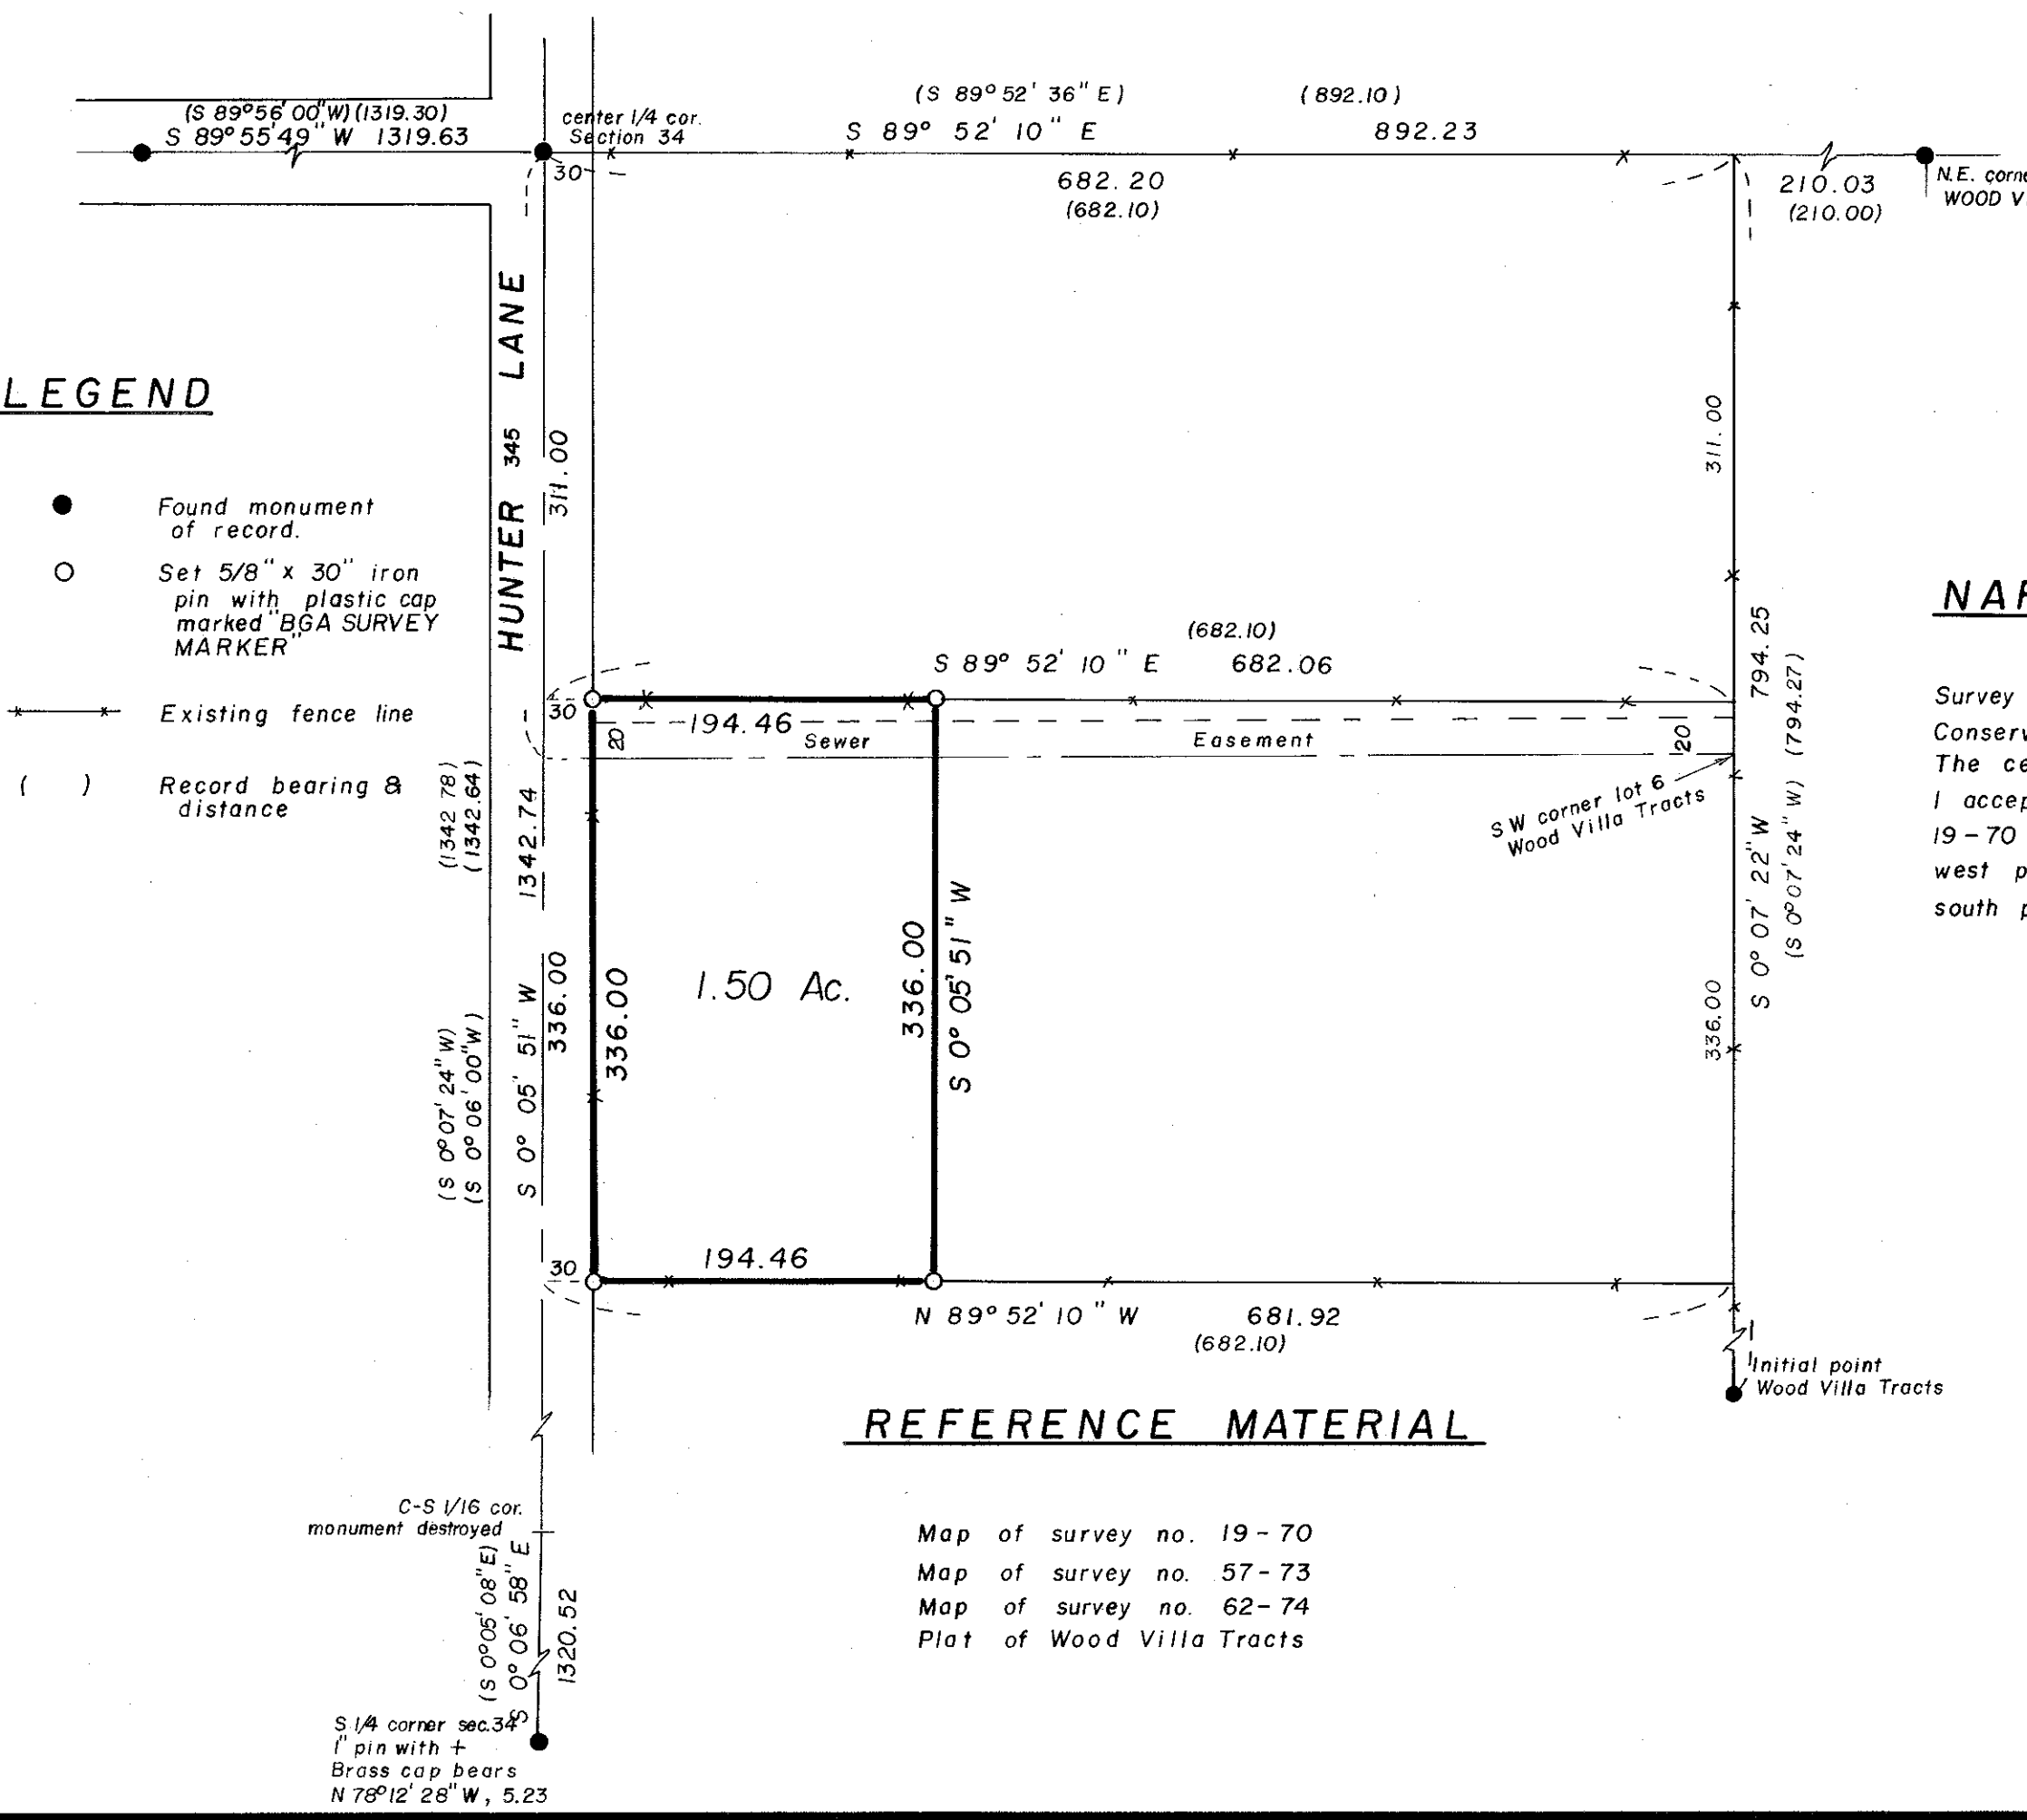 (S 89° 52' 36" E) (892.10)
S 89° 52' 10" E 892.23
(S 89°56' 00"W) (1319.30)
S 89°55'49" W 1319.63
center 1/4 cor.
Section 34
30
682.20
(682.10)
210.03
(210.00)
N.E. corne
WOOD V
LEGEND
Found monument
of record.
Set 5/8" x 30" iron
pin with plastic cap
marked "BGA SURVEY
MARKER"
Existing fence line
( ) Record bearing &
distance
HUNTER 345 LANE
311.00
311.00
(682.10)
S 89° 52' 10" E 682.06
30
194.46
20
Sewer Easement
20
SW corner lot 6
Wood Villa Tracts
794.25
(794.27)
S 0° 07' 22" W
(S 0°07' 24" W)
336.00
(1342 78)
(1342.64)
1342.74
(S 0°07' 24" W)
(S 0° 06' 00"W)
S 0° 05' 51" W
336.00
336.00
1.50 Ac.
336.00
S 0° 05' 51" W
30
194.46
N 89° 52' 10" W 681.92
(682.10)
Initial point
Wood Villa Tracts
NAR
Survey
Conserv
The ce
I accep
19-70
west p
south p
REFERENCE MATERIAL
Map of survey no. 19-70
Map of survey no. 57-73
Map of survey no. 62-74
Plat of Wood Villa Tracts
C-S 1/16 cor.
monument destroyed
(S 0°05' 08"E)
S 0° 06' 58" E
1320.52
S 1/4 corner sec.34
1" pin with +
Brass cap bears
N 78°12' 28" W, 5.23